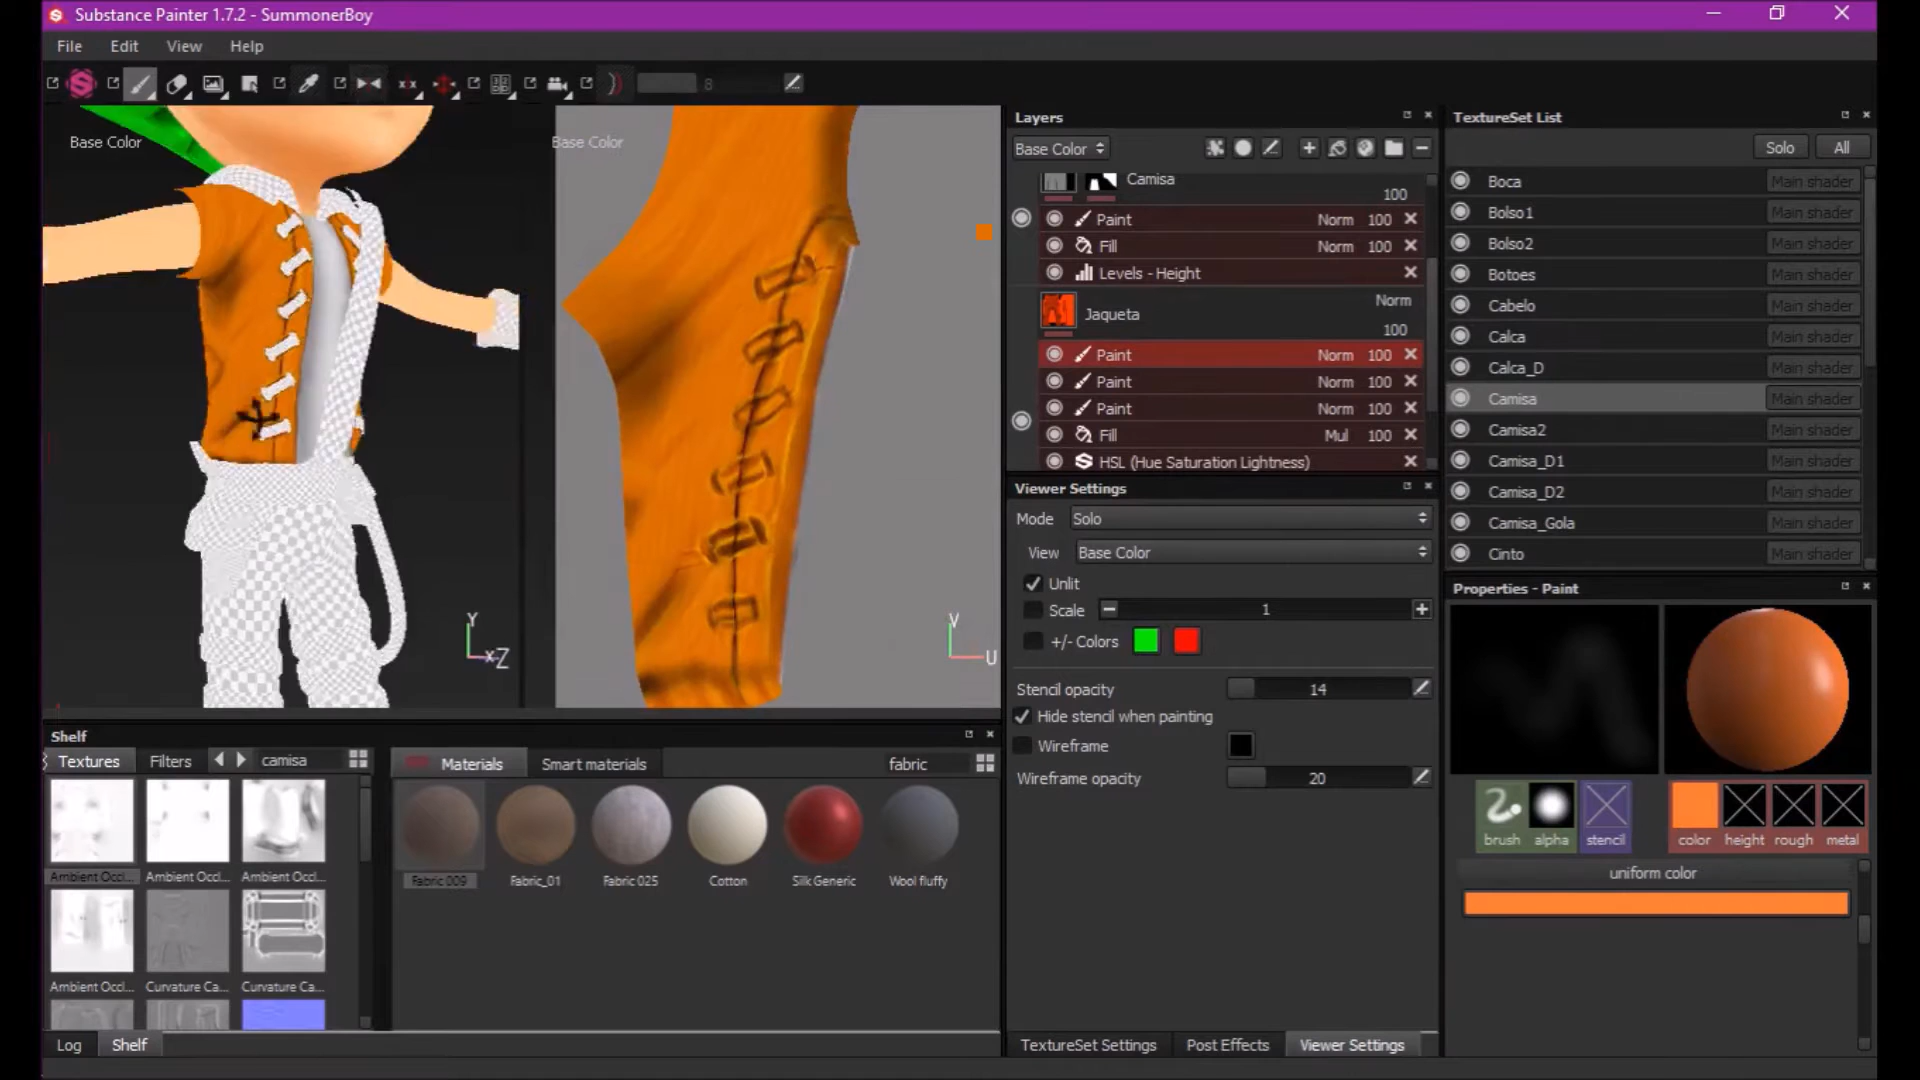 Substance Painter 1.7.2 - SummonerBoy
File Edit View Help
8
Base Color
Base Color
Y
xZ
V
U
Layers
Base Color
Camisa
100
Paint Norm 100
Fill Norm 100
Levels - Height
Norm
Jaqueta
100
Paint Norm 100
Paint Norm 100
Paint Norm 100
Fill Mul 100
HSL (Hue Saturation Lightness)
Viewer Settings
Mode Solo
View Base Color
Unlit
Scale 1
+/- Colors
Stencil opacity 14
Hide stencil when painting
Wireframe
Wireframe opacity 20
TextureSet Settings Post Effects Viewer Settings
TextureSet List
Solo All
Boca Main shader
Bolso1 Main shader
Bolso2 Main shader
Botoes Main shader
Cabelo Main shader
Calca Main shader
Calca_D Main shader
Camisa Main shader
Camisa2 Main shader
Camisa_D1 Main shader
Camisa_D2 Main shader
Camisa_Gola Main shader
Cinto Main shader
Properties - Paint
brush alpha stencil color height rough metal
uniform color
Shelf
Textures Filters camisa
Ambient Occl... Ambient Occl... Ambient Occl...
Ambient Occl... Curvature Ca... Curvature Ca...
Materials Smart materials fabric
Fabric 009 Fabric_01 Fabric 025 Cotton Silk Generic Wool fluffy
Log Shelf